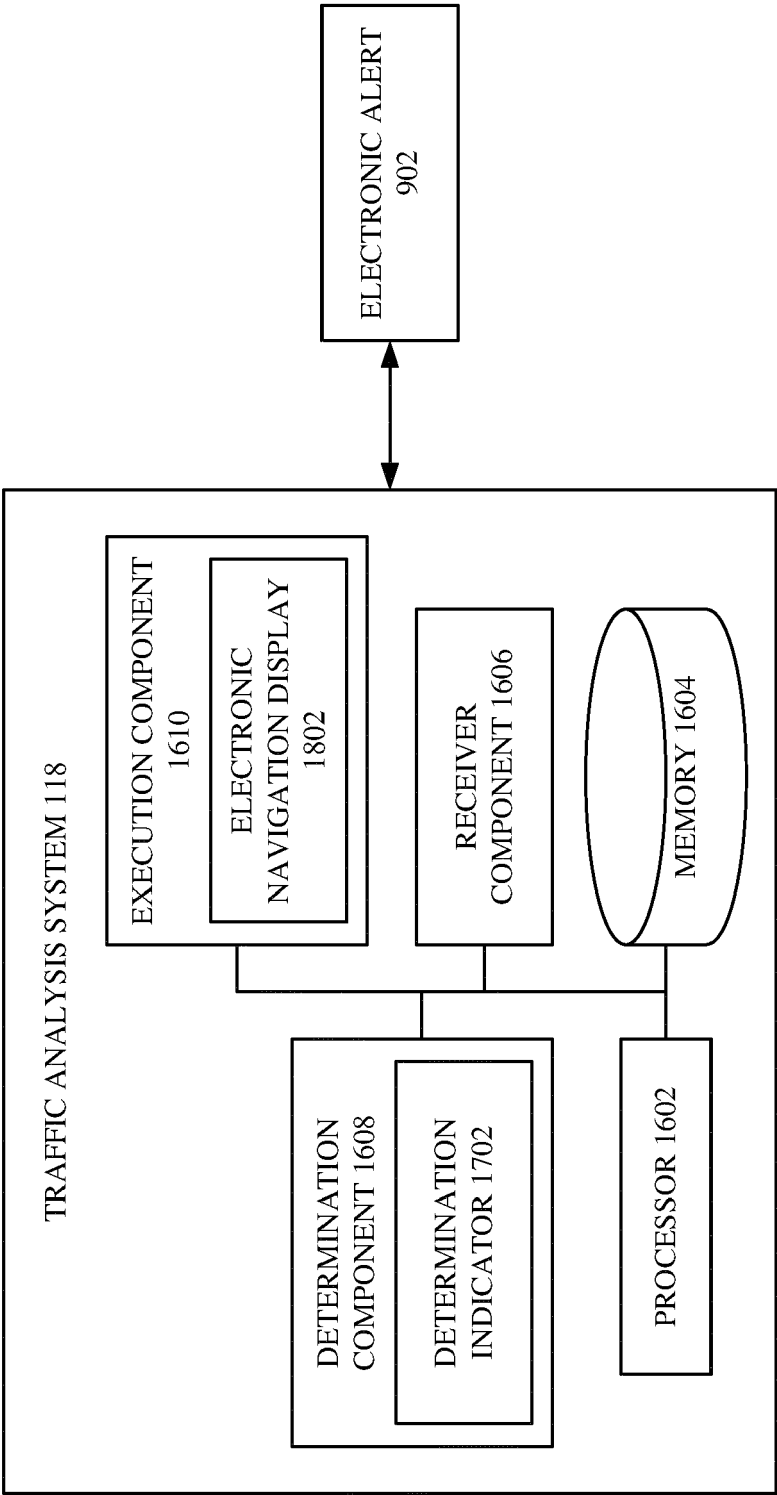 TRAFFIC ANALYSIS SYSTEM 118
EXECUTION COMPONENT
1610
ELECTRONIC
NAVIGATION DISPLAY
1802
DETERMINATION
COMPONENT 1608
DETERMINATION
INDICATOR 1702
RECEIVER
COMPONENT 1606
PROCESSOR 1602
MEMORY 1604
ELECTRONIC ALERT
902